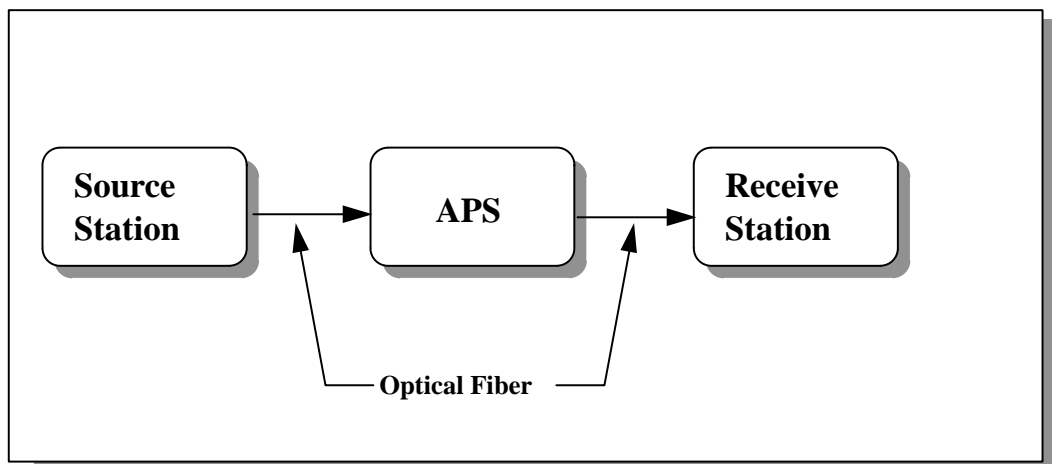 Source
Station
APS
Receive
Station
Optical Fiber